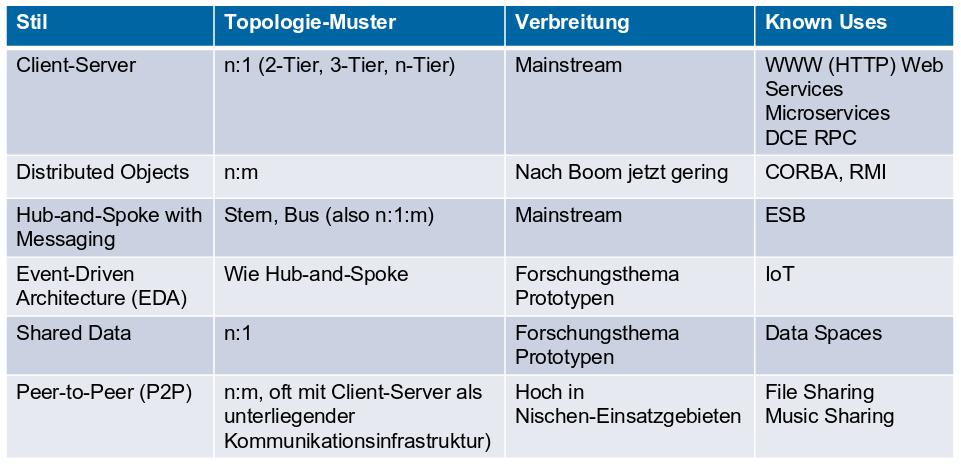 Stil Topologie-Muster Verbreitung Known Uses
Client-Server n:1 (2-Tier, 3-Tier, n-Tier) Mainstream WWW (HTTP) Web
Services
Microservices
DCE RPC
Distributed Objects n:m Nach Boom jetzt gering CORBA, RMI
Hub-and-Spoke with Stern, Bus (also n:1:m) Mainstream ESB
Messaging
Event-Driven Wie Hub-and-Spoke Forschungsthema IoT
Architecture (EDA) Prototypen
Shared Data n:1 Forschungsthema Data Spaces
Prototypen
Peer-to-Peer (P2P) n:m, oft mit Client-Server als Hoch in File Sharing
unterliegender Nischen-Einsatzgebieten Music Sharing
Kommunikationsinfrastruktur)